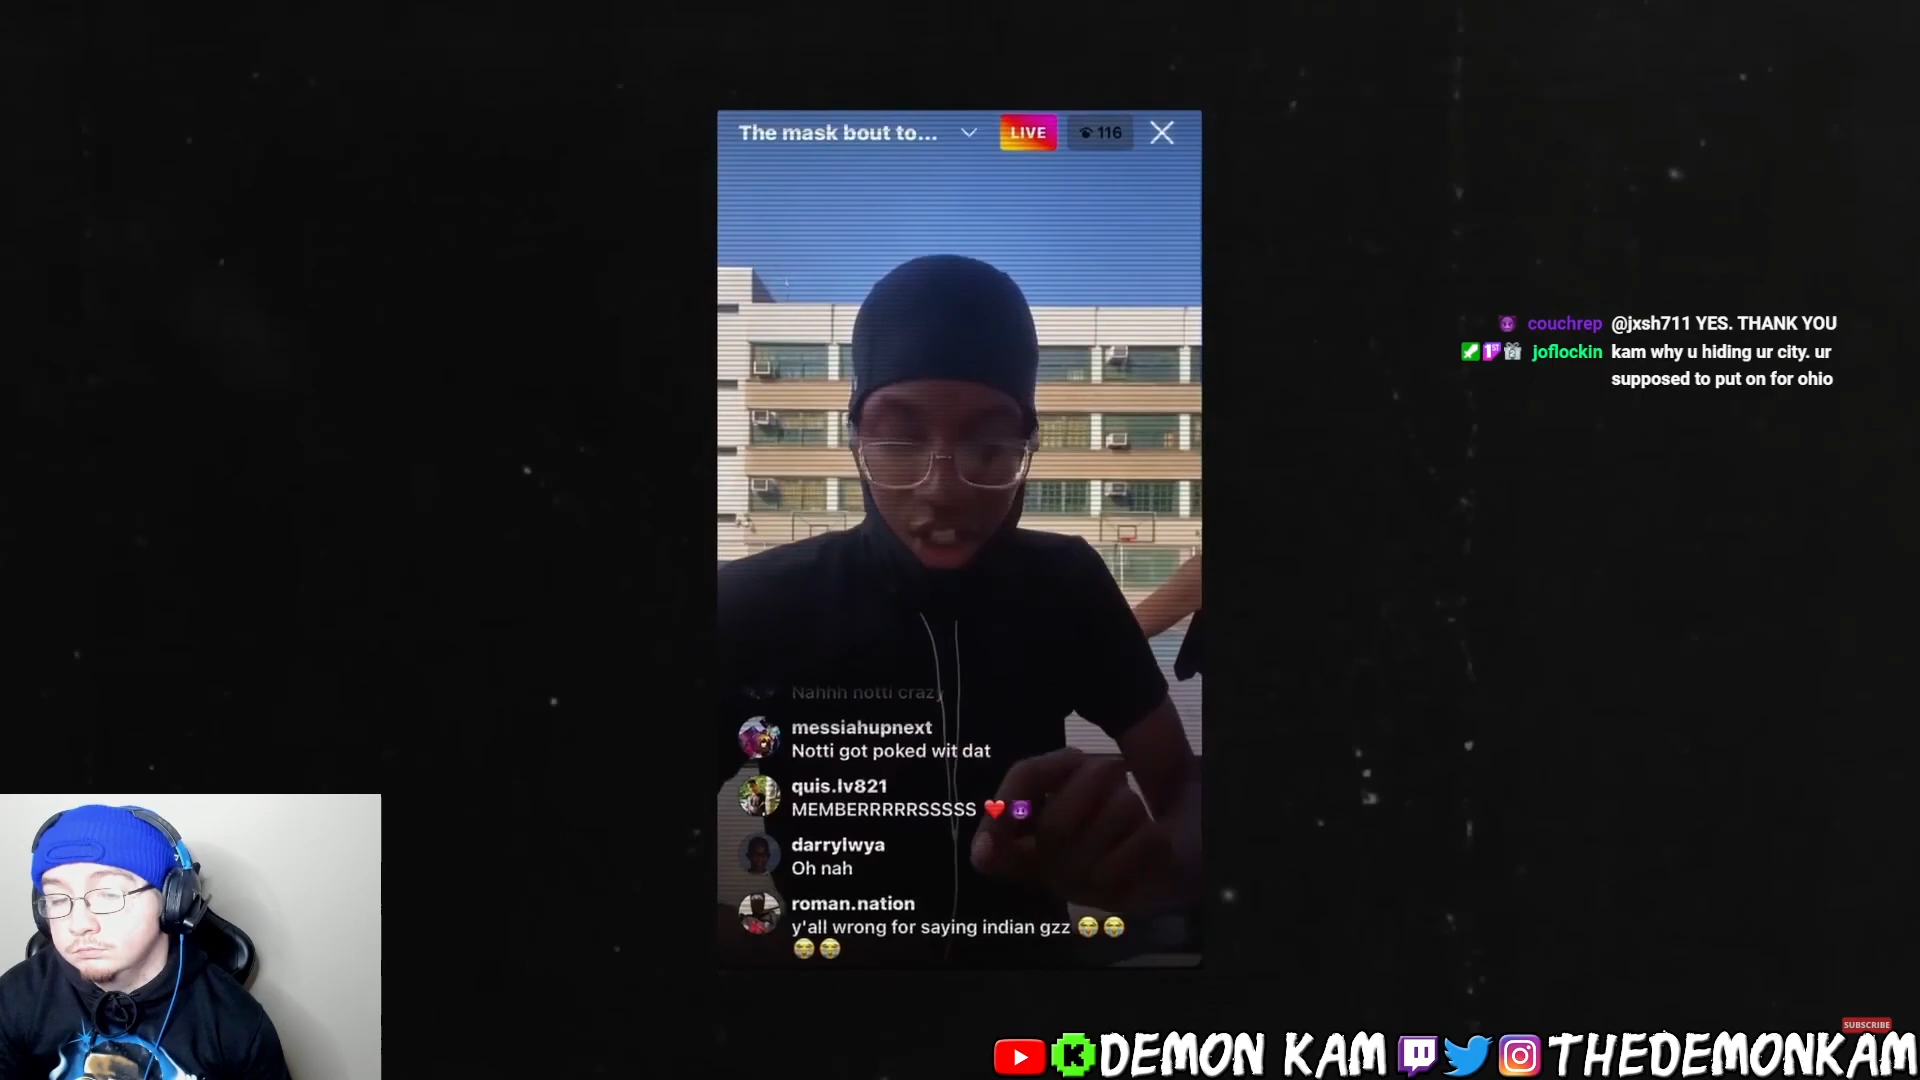 The mask bout to...
LIVE
116
Nahhh notti crazy
messiahupnext
Notti got poked wit dat
quis.lv821
MEMBERRRRRSSSSS ❤️ 😈
darrylwya
Oh nah
roman.nation
y'all wrong for saying indian gzz 😭 😭
😭 😭
couchrep @jxsh711 YES. THANK YOU
joflockin kam why u hiding ur city. ur
supposed to put on for ohio
SUBSCRIBE
K DEMON KAM THEDEMONKAM